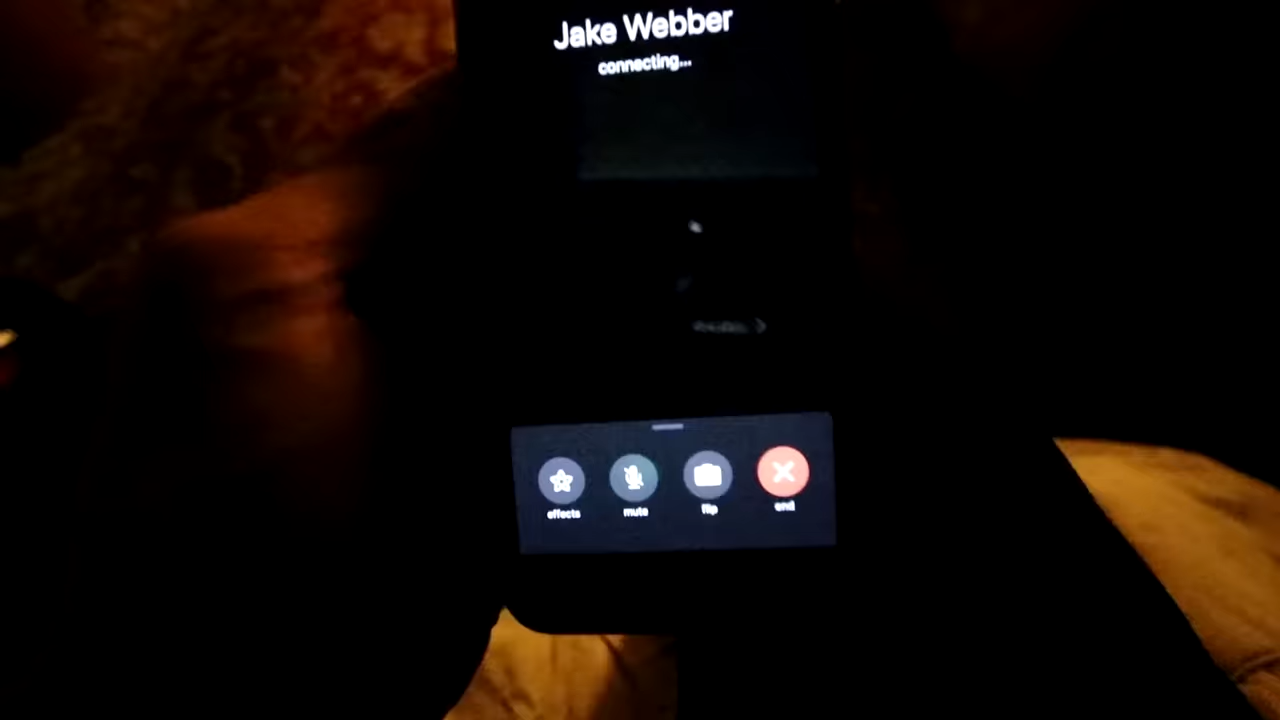 Jake Webber
connecting...
effects
mute
flip
end